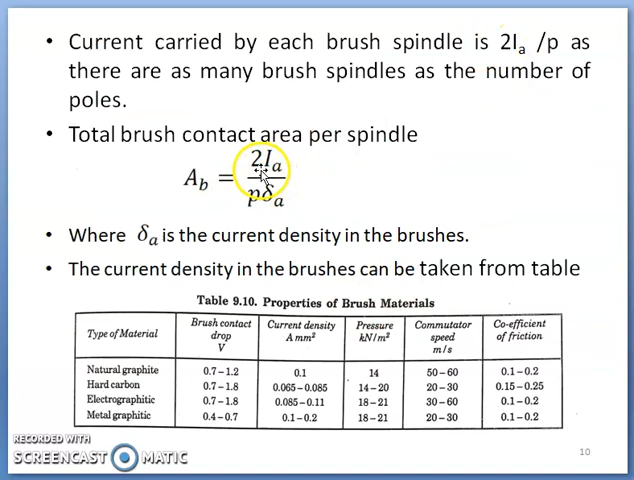 • Current carried by each brush spindle is 2Iₐ /p as
there are as many brush spindles as the number of
poles.
• Total brush contact area per spindle
A_b = 2I_a / pδ_a
• Where δₐ is the current density in the brushes.
• The current density in the brushes can be taken from table
Table 9.10. Properties of Brush Materials
Type of Material | Brush contact drop V | Current density A mm² | Pressure kN/m² | Commutator speed m/s | Co-efficient of friction
Natural graphite | 0.7–1.2 | 0.1 | 14 | 50–60 | 0.1–0.2
Hard carbon | 0.7–1.8 | 0.065–0.085 | 14–20 | 20–30 | 0.15–0.25
Electrographitic | 0.7–1.8 | 0.085–0.11 | 18–21 | 30–60 | 0.1–0.2
Metal graphitic | 0.4–0.7 | 0.1–0.2 | 18–21 | 20–30 | 0.1–0.2
RECORDED WITH
SCREENCAST O MATIC
10